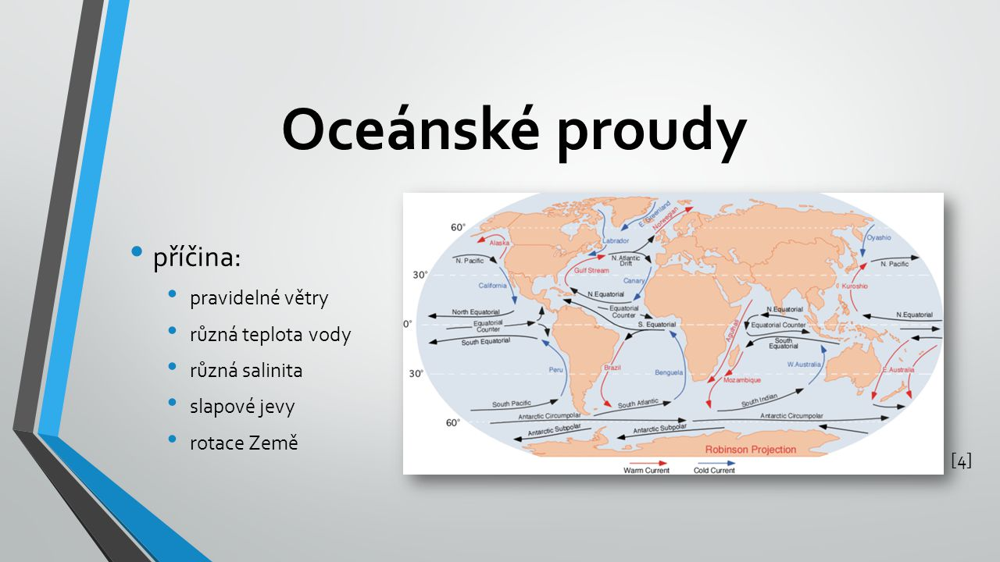 Oceánské proudy
• příčina:
• pravidelné větry
• různá teplota vody
• různá salinita
• slapové jevy
• rotace Země
60°
30°
0°
30°
60°
Alaska
N. Pacific
California
North Equatorial
Equatorial
Counter
South Equatorial
Labrador
E. Greenland
Norwegian
N.Atlantic
Drift
Gulf Stream
Canary
N.Equatorial
Equatorial
Counter
S. Equatorial
Peru
Brazil
Benguela
Agulhas
Mozambique
N.Equatorial
Equatorial Counter
South
Equatorial
W.Australia
Oyashio
N. Pacific
Kuroshio
N.Equatorial
E.Australia
South Pacific
South Atlantic
South Indian
Antarctic Circumpolar
Antarctic Circumpolar
Antarctic Subpolar
Antarctic Subpolar
Robinson Projection
Warm Current
Cold Current
[4]